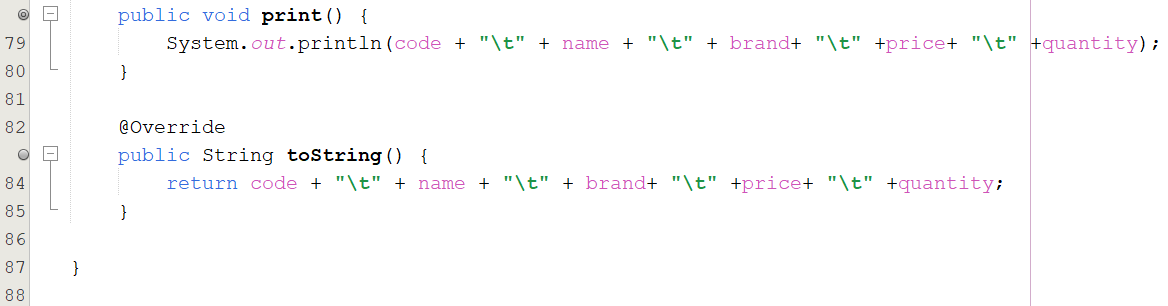 public void print() {
79 System.out.println(code + "\t" + name + "\t" + brand+ "\t" +price+ "\t" +quantity);
80 }
81
82 @Override
public String toString() {
84 return code + "\t" + name + "\t" + brand+ "\t" +price+ "\t" +quantity;
85 }
86
87 }
88